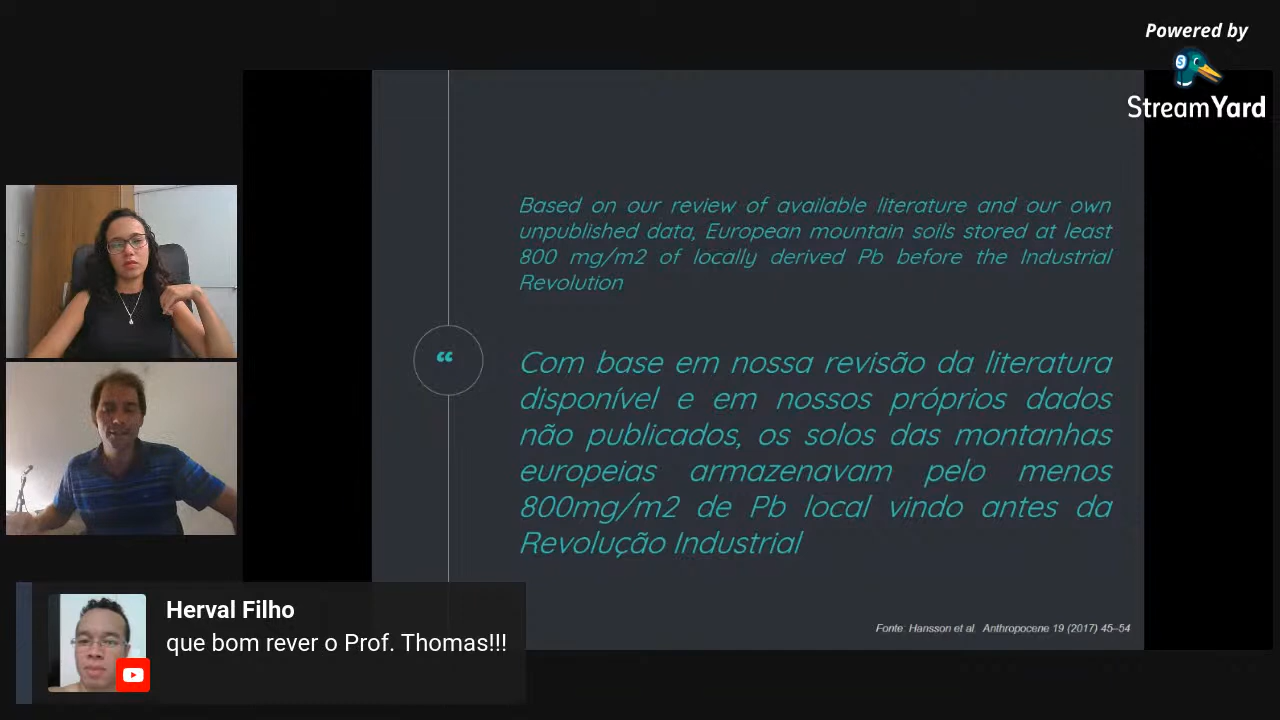 Powered by
StreamYard
Based on our review of available literature and our own
unpublished data, European mountain soils stored at least
800 mg/m2 of locally derived Pb before the Industrial
Revolution
“
Com base em nossa revisão da literatura
disponível e em nossos próprios dados
não publicados, os solos das montanhas
europeias armazenavam pelo menos
800mg/m2 de Pb local vindo antes da
Revolução Industrial
Fonte: Hansson et al. Anthropocene 19 (2017) 45–54
Herval Filho
que bom rever o Prof. Thomas!!!